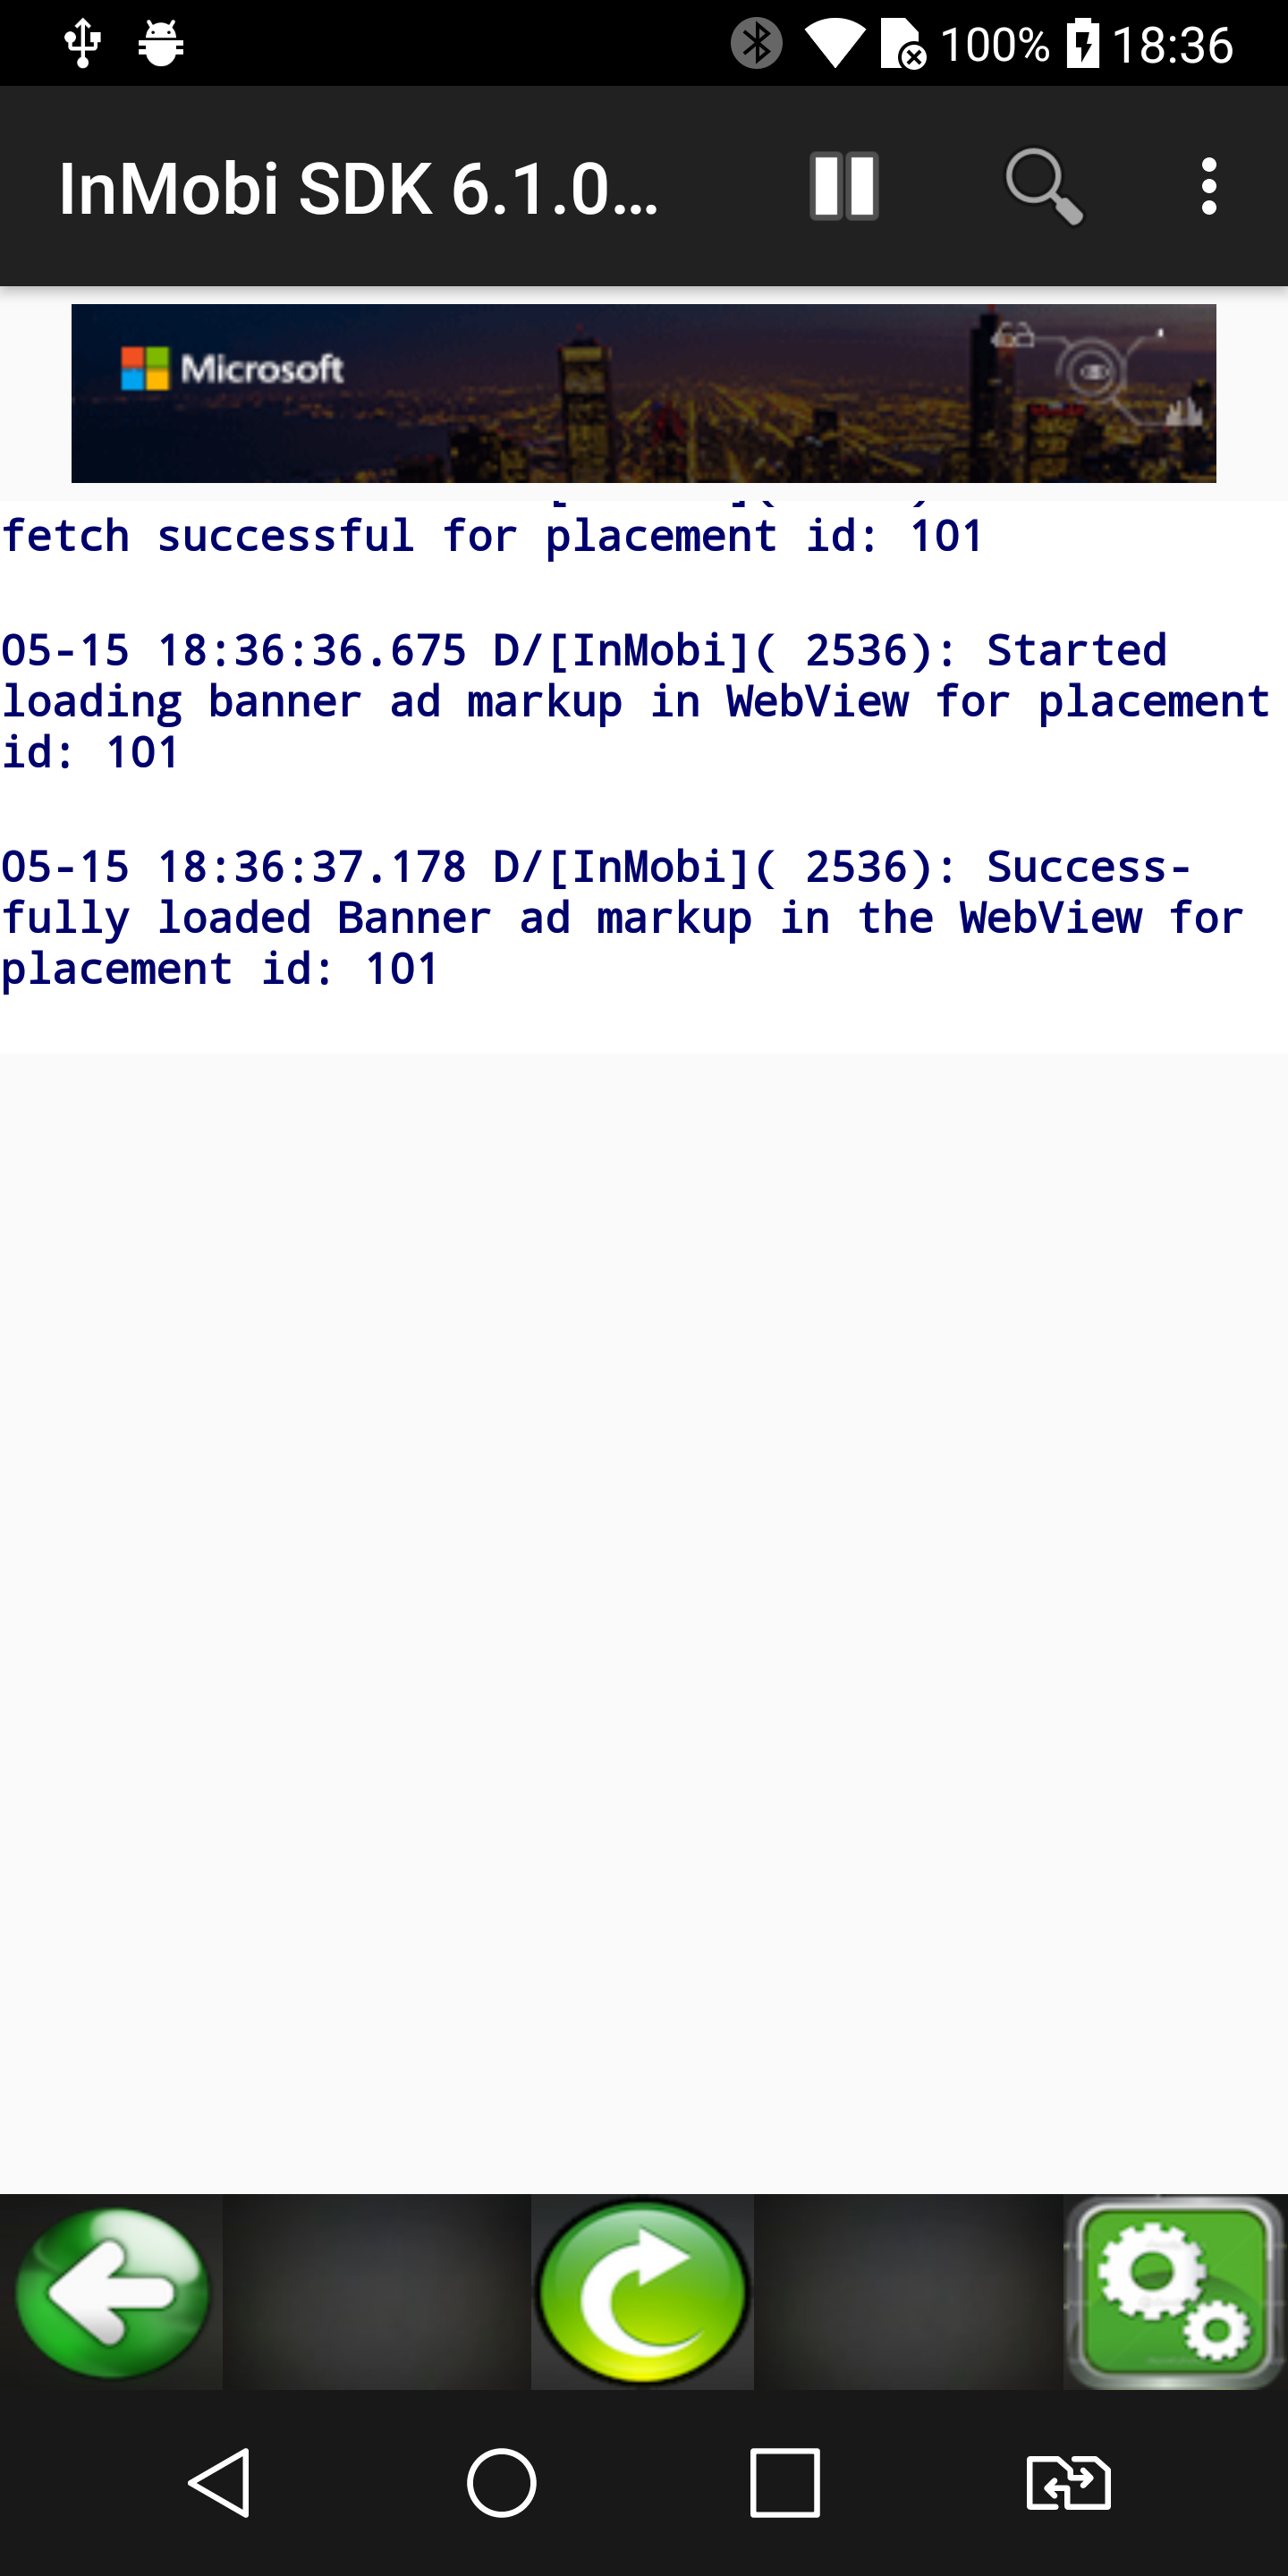 100% 18:36
InMobi SDK 6.1.0...
Microsoft
fetch successful for placement id: 101
05-15 18:36:36.675 D/[InMobi]( 2536): Started
loading banner ad markup in WebView for placement
id: 101
05-15 18:36:37.178 D/[InMobi]( 2536): Success-
fully loaded Banner ad markup in the WebView for
placement id: 101